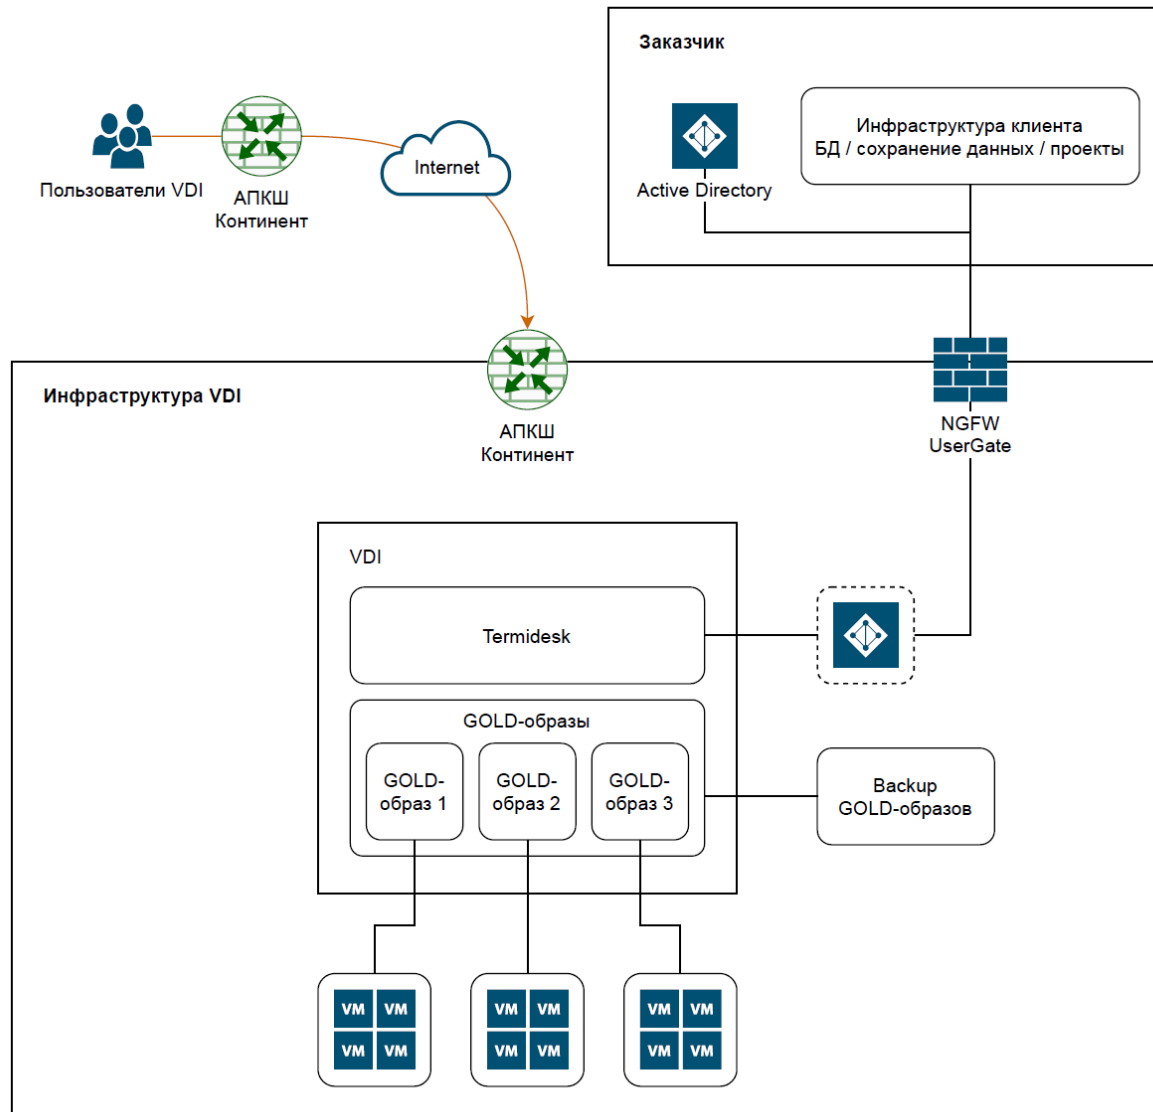 Заказчик
Инфраструктура клиента
БД / сохранение данных / проекты
Active Directory
Пользователи VDI
АПКШ
Континент
Internet
Инфраструктура VDI
АПКШ
Континент
NGFW
UserGate
VDI
Termidesk
GOLD-образы
GOLD-
образ 1
GOLD-
образ 2
GOLD-
образ 3
Backup
GOLD-образов
VM VM
VM VM
VM VM
VM VM
VM VM
VM VM